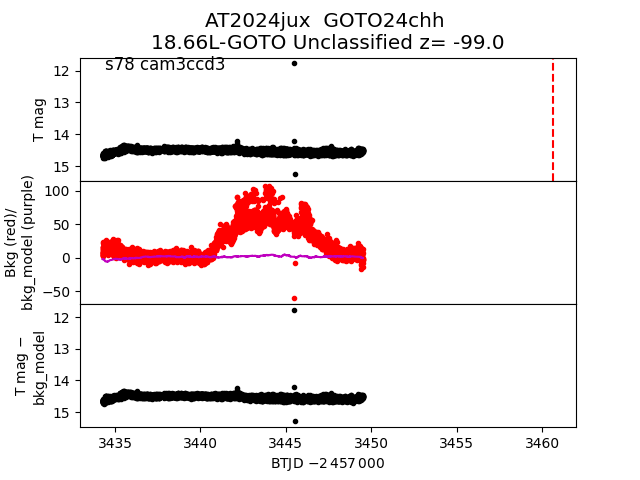 AT2024jux  GOTO24chh
18.66L-GOTO Unclassified z= -99.0
s78 cam3ccd3
12
13
14
15
T mag
100
50
0
−50
Bkg (red)/
bkg_model (purple)
12
13
14
15
T mag −
bkg_model
3435 3440 3445 3450 3455 3460
BTJD −2 457 000